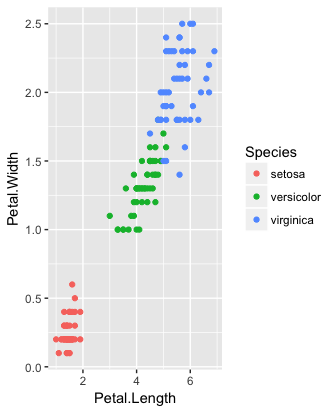 2.5
2.0
1.5
1.0
0.5
0.0
Petal.Width
2 4 6
Petal.Length
Species
setosa
versicolor
virginica